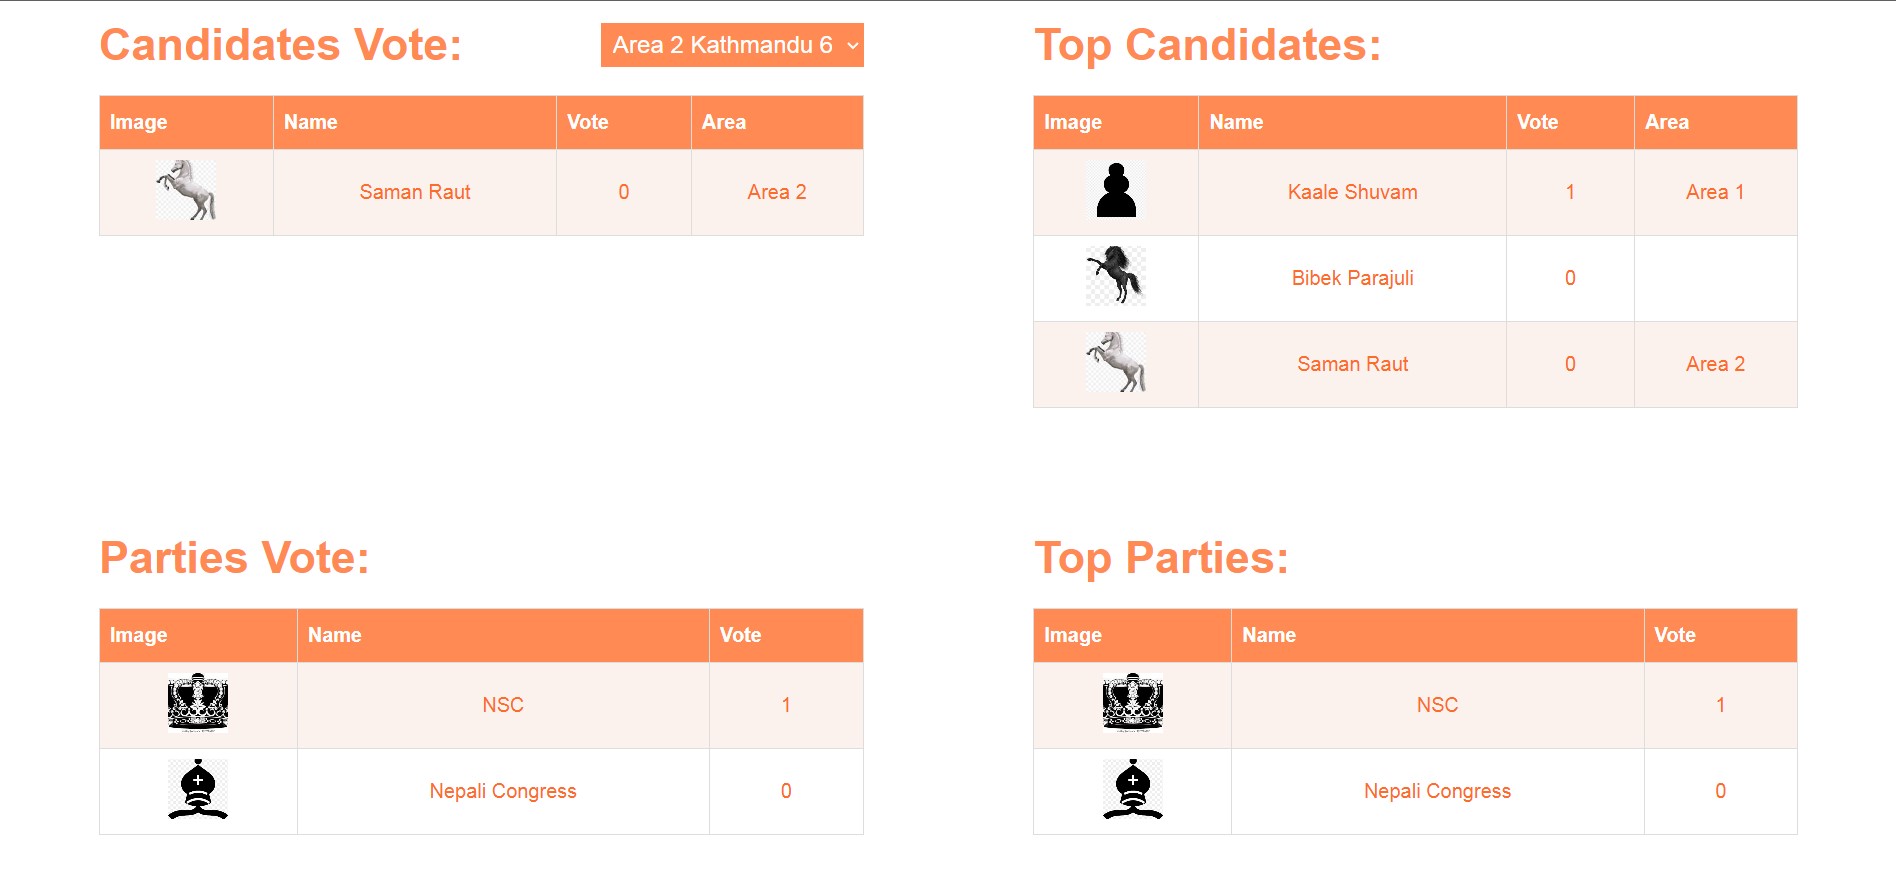 Candidates Vote:
Area 2 Kathmandu 6
Image Name Vote Area
Saman Raut 0 Area 2
Top Candidates:
Image Name Vote Area
Kaale Shuvam 1 Area 1
Bibek Parajuli 0
Saman Raut 0 Area 2
Parties Vote:
Image Name Vote
NSC 1
Nepali Congress 0
Top Parties:
Image Name Vote
NSC 1
Nepali Congress 0